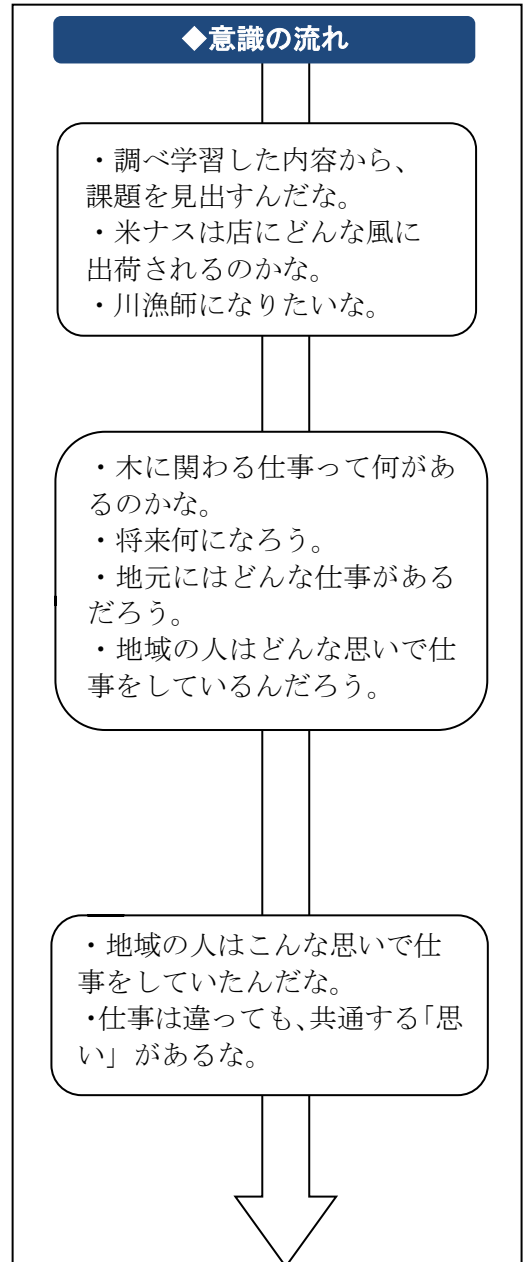 ◆意識の流れ
・調べ学習した内容から、
課題を見出すんだな。
・米ナスは店にどんな風に
出荷されるのかな。
・川漁師になりたいな。
・木に関わる仕事って何があ
るのかな。
・将来何になろう。
・地元にはどんな仕事がある
だろう。
・地域の人はどんな思いで仕
事をしているんだろう。
・地域の人はこんな思いで仕
事をしていたんだな。
・仕事は違っても、共通する「思
い」があるな。